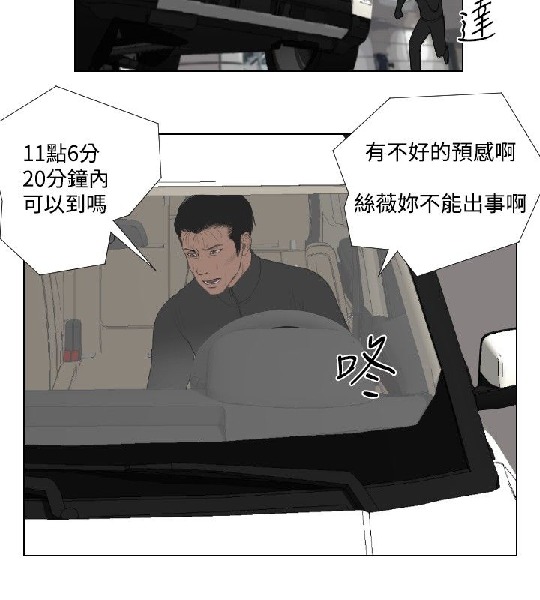 達
11點6分
20分鐘內
可以到嗎
有不好的預感啊
絲薇妳不能出事啊
咚